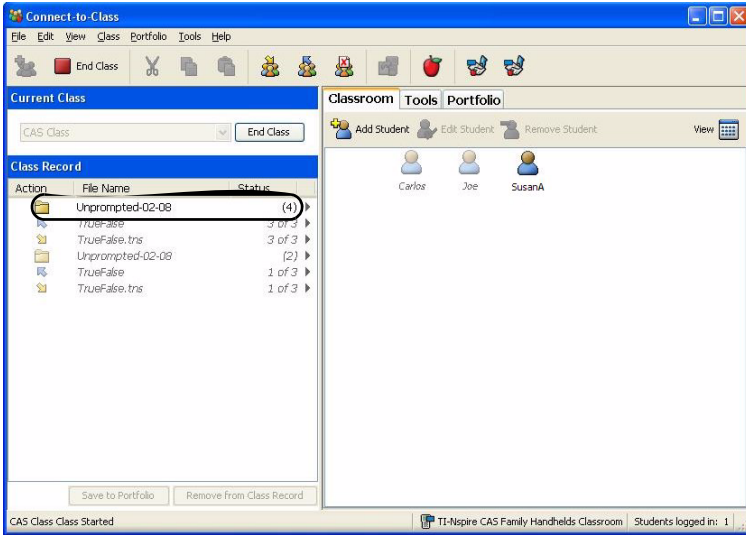 Connect-to-Class
File Edit View Class Portfolio Tools Help
End Class
Current Class
CAS Class End Class
Class Record
Action File Name Status
Unprompted-02-08 (4)
TrueFalse 3 of 3
TrueFalse.tns 3 of 3
Unprompted-02-08 (2)
TrueFalse 1 of 3
TrueFalse.tns 1 of 3
Save to Portfolio Remove from Class Record
Classroom Tools Portfolio
Add Student Edit Student Remove Student View
Carlos Joe SusanA
CAS Class Class Started TI-Nspire CAS Family Handhelds Classroom Students logged in: 1